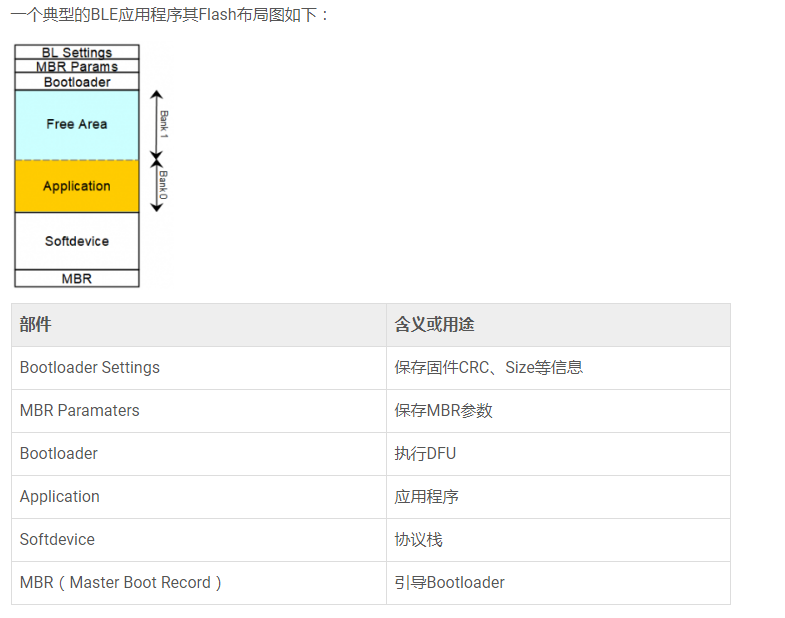 一个典型的BLE应用程序其Flash布局图如下：
BL Settings
MBR Params
Bootloader
Free Area
Bank 1
Application
Bank 0
Softdevice
MBR
部件 含义或用途
Bootloader Settings 保存固件CRC、Size等信息
MBR Paramaters 保存MBR参数
Bootloader 执行DFU
Application 应用程序
Softdevice 协议栈
MBR（Master Boot Record） 引导Bootloader